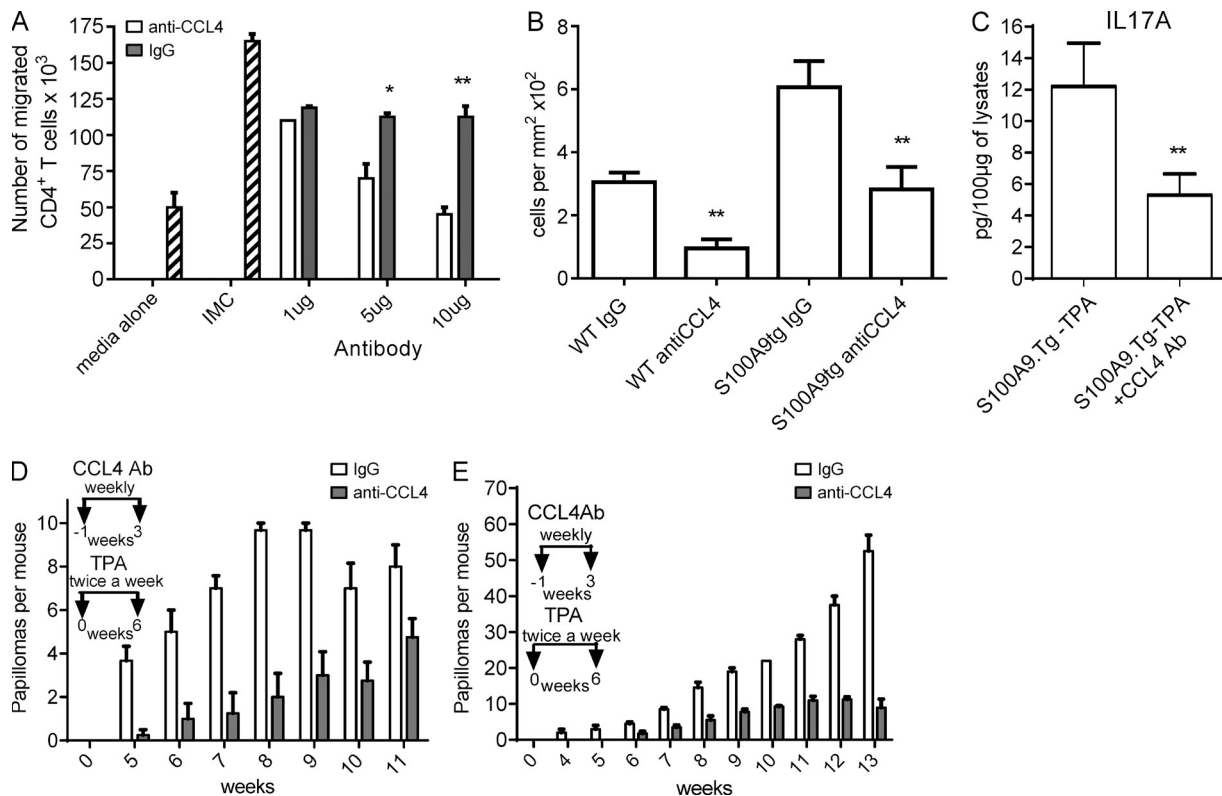 A
Number of migrated
CD4+ T cells x 10³
175
150
125
100
75
50
25
0
anti-CCL4
IgG
*
**
media alone
IMC
1ug
5ug
10ug
Antibody
B
cells per mm² x10²
8
6
4
2
0
**
**
WT IgG
WT antiCCL4
S100A9tg IgG
S100A9tg antiCCL4
C
IL17A
pg/100µg of lysates
16
14
12
10
8
6
4
2
0
**
S100A9.Tg -TPA
S100A9.Tg-TPA
+CCL4 Ab
D
Papillomas per mouse
10
8
6
4
2
0
CCL4 Ab
weekly
-1 weeks 3
TPA
twice a week
0 weeks 6
IgG
anti-CCL4
0
5
6
7
8
9
10
11
weeks
E
Papillomas per mouse
70
60
50
40
30
20
10
0
CCL4Ab
weekly
-1 weeks 3
TPA
twice a week
0 weeks 6
IgG
anti-CCL4
0
4
5
6
7
8
9
10
11
12
13
weeks